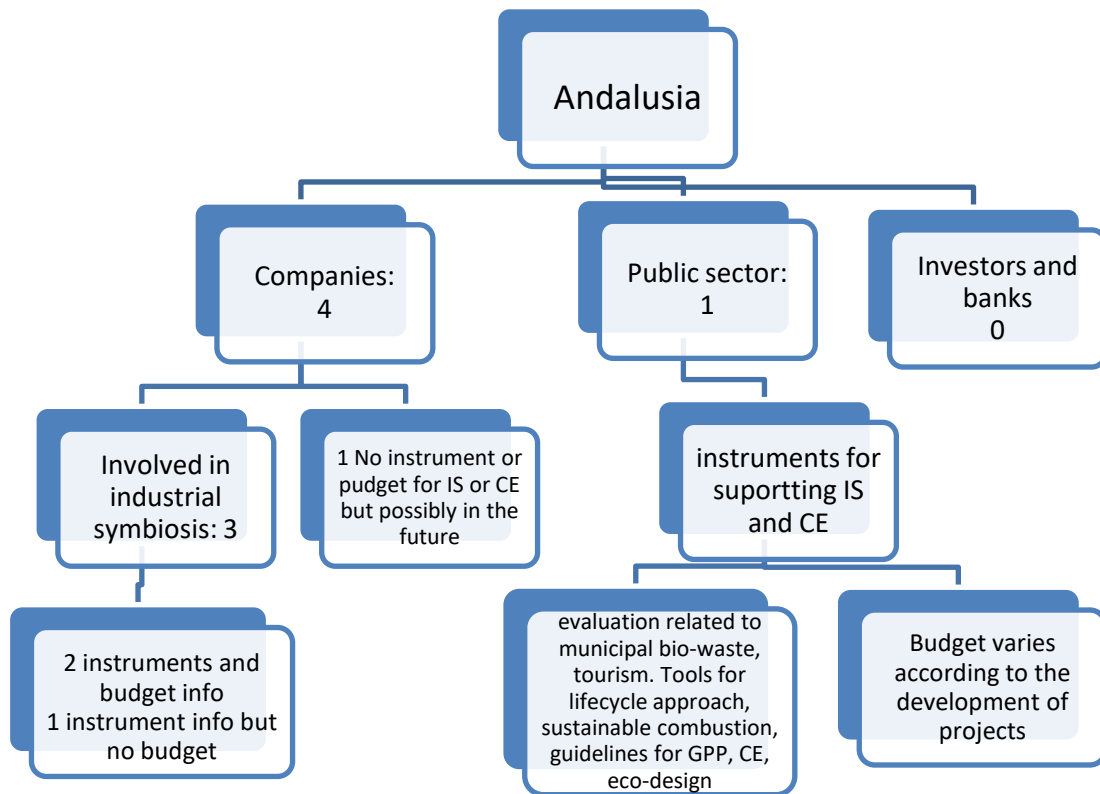 Andalusia
Companies:
4
Public sector:
1
Investors and
banks
0
Involved in
industrial
symbiosis: 3
1 No instrument or
pudget for IS or CE
but possibly in the
future
instruments for
suportting IS
and CE
2 instruments and
budget info
1 instrument info but
no budget
evaluation related to
municipal bio-waste,
tourism. Tools for
lifecycle approach,
sustainable combustion,
guidelines for GPP, CE,
eco-design
Budget varies
according to the
development of
projects